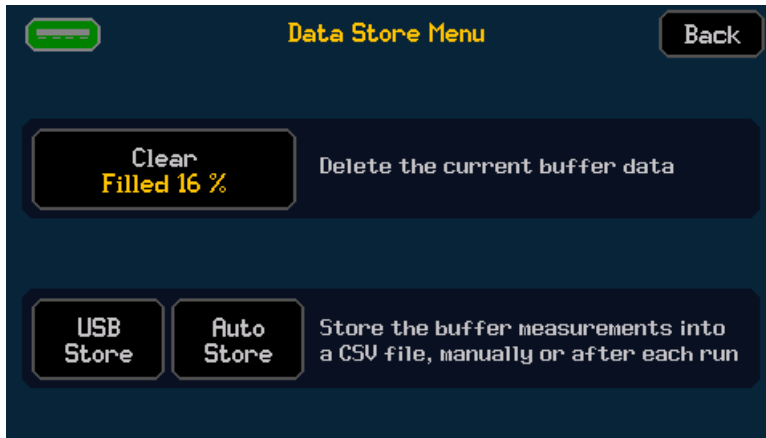 Data Store Menu
Back
Clear
Filled 16 %
Delete the current buffer data
USB
Store
Auto
Store
Store the buffer measurements into
a CSV file, manually or after each run